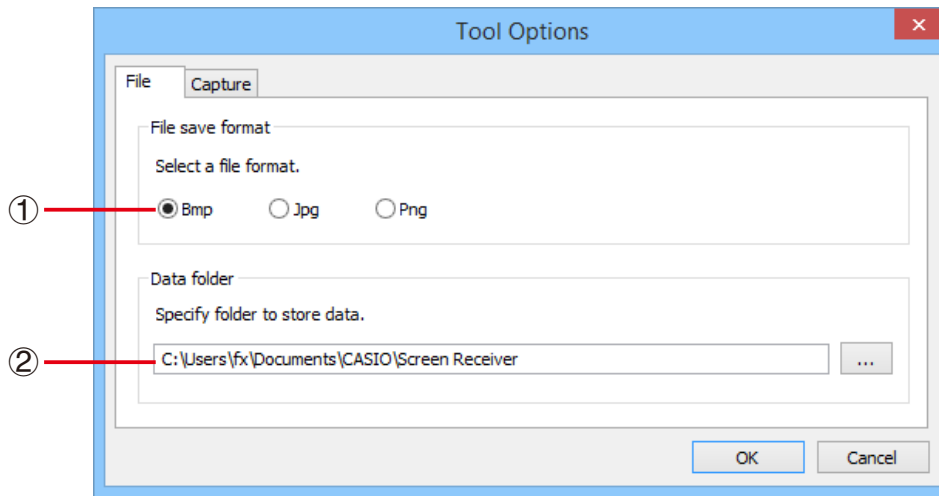 Tool Options
×
File Capture
File save format
Select a file format.
① Bmp Jpg Png
Data folder
Specify folder to store data.
② C:\Users\fx\Documents\CASIO\Screen Receiver ...
OK Cancel